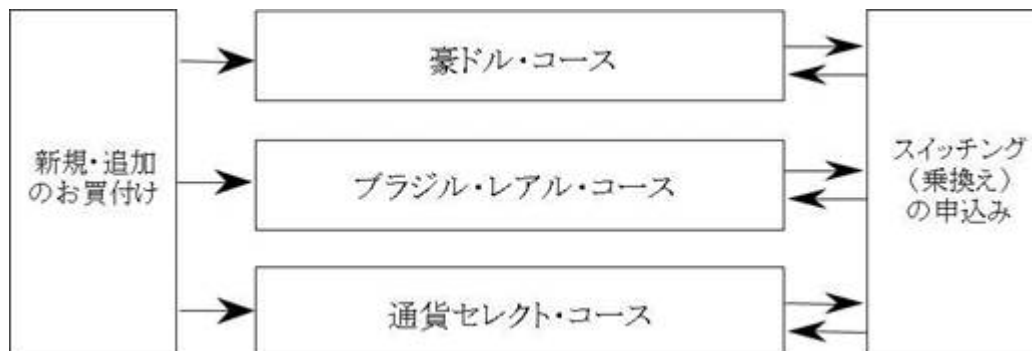 新規・追加
のお買付け
豪ドル・コース
ブラジル・レアル・コース
通貨セレクト・コース
スイッチング
（乗換え）
の申込み